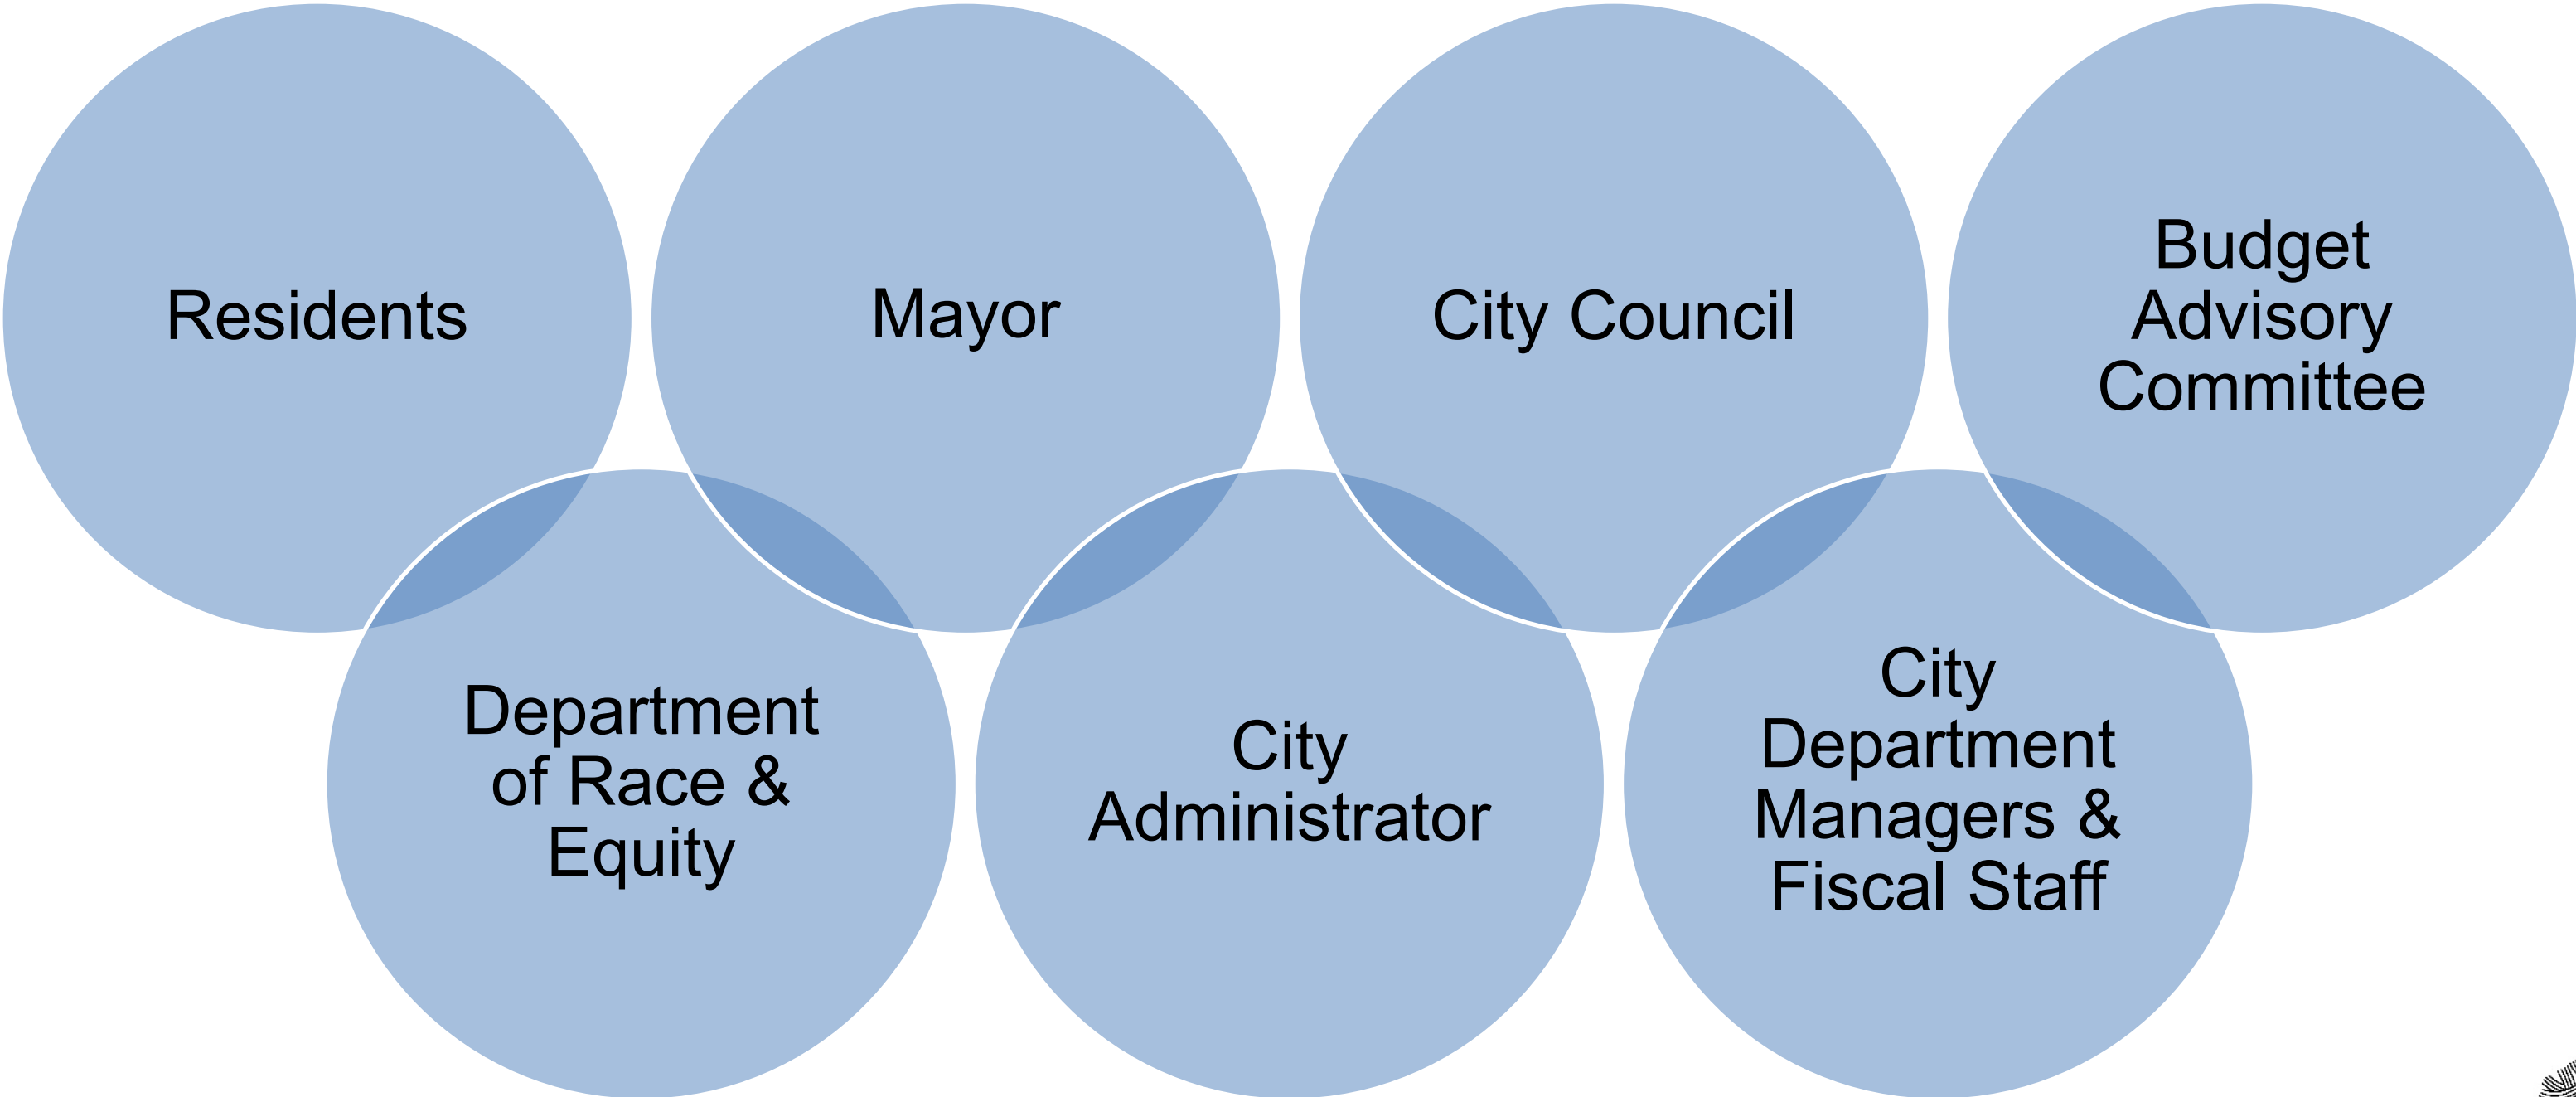 Residents
Mayor
City Council
Budget
Advisory
Committee
Department
of Race &
Equity
City
Administrator
City
Department
Managers &
Fiscal Staff